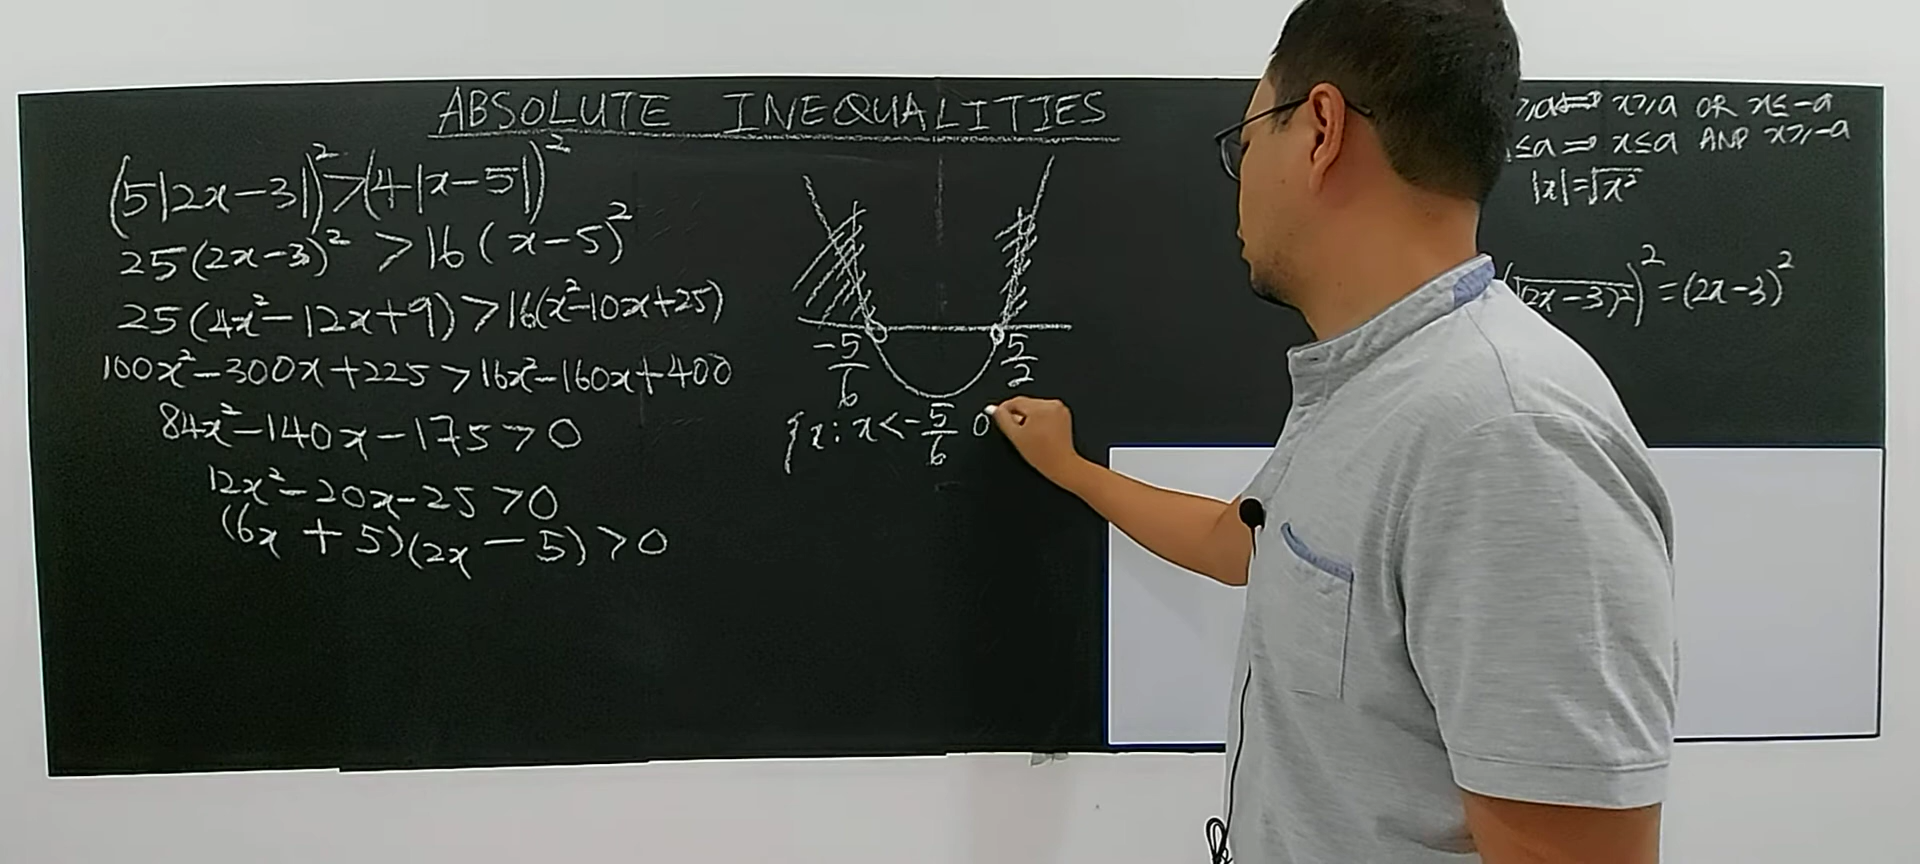 ABSOLUTE INEQUALITIES
(5|2x-3|)²>(4|x-5|)²
25(2x-3)² > 16(x-5)²
25(4x²-12x+9)>16(x²-10x+25)
100x²-300x+225>16x²-160x+400
84x²-140x-175>0
12x²-20x-25>0
(6x+5)(2x-5)>0
-5/6 5/2
{x: x<-5/6 0
≥a⟺ x≥a OR x≤-a
≤a ⟹ x≤a AND x≥-a
|x|=√x²
(√(2x-3)²)²=(2x-3)²